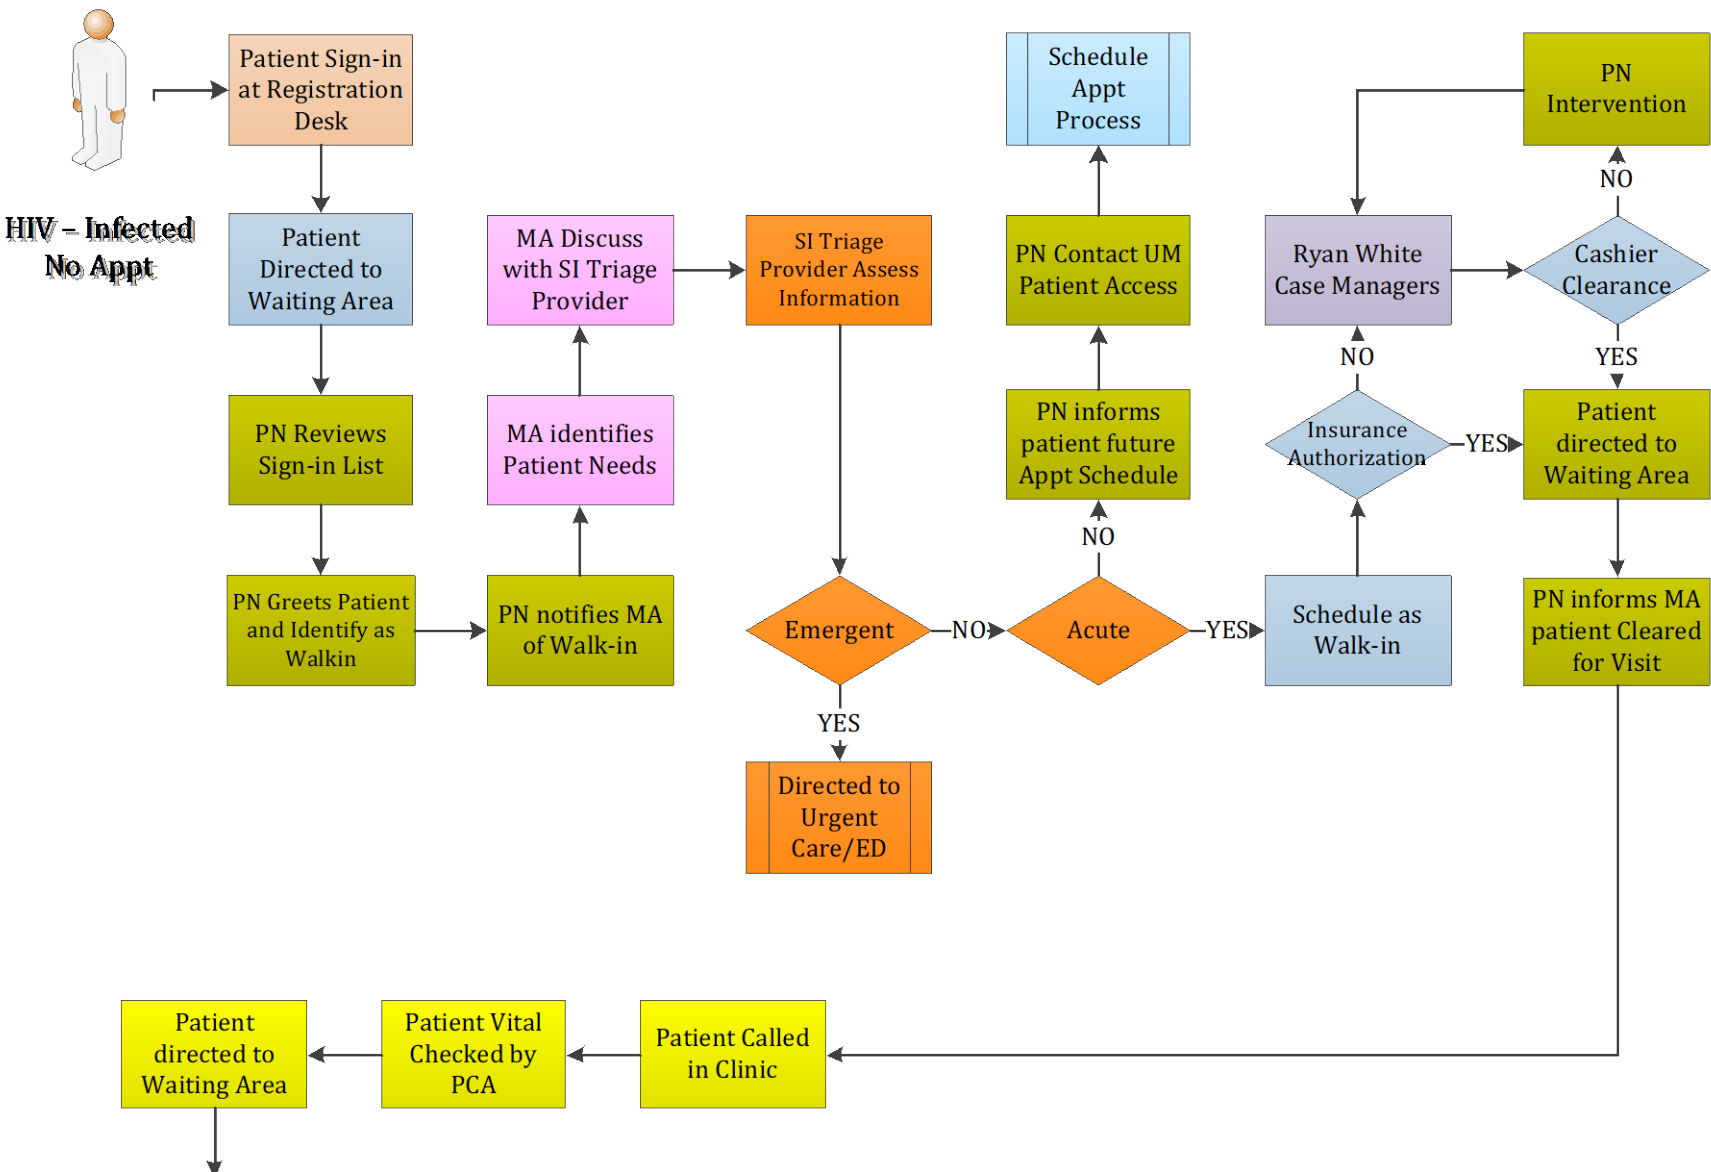 HIV – Infected
No Appt
Patient Sign-in
at Registration
Desk
Patient
Directed to
Waiting Area
PN Reviews
Sign-in List
PN Greets Patient
and Identify as
Walkin
PN notifies MA
of Walk-in
MA identifies
Patient Needs
MA Discuss
with SI Triage
Provider
SI Triage
Provider Assess
Information
Emergent
YES
Directed to
Urgent
Care/ED
NO
Acute
NO
PN informs
patient future
Appt Schedule
PN Contact UM
Patient Access
Schedule
Appt
Process
YES
Schedule as
Walk-in
Insurance
Authorization
NO
Ryan White
Case Managers
Cashier
Clearance
NO
PN
Intervention
YES
YES
Patient
directed to
Waiting Area
PN informs MA
patient Cleared
for Visit
Patient Called
in Clinic
Patient Vital
Checked by
PCA
Patient
directed to
Waiting Area